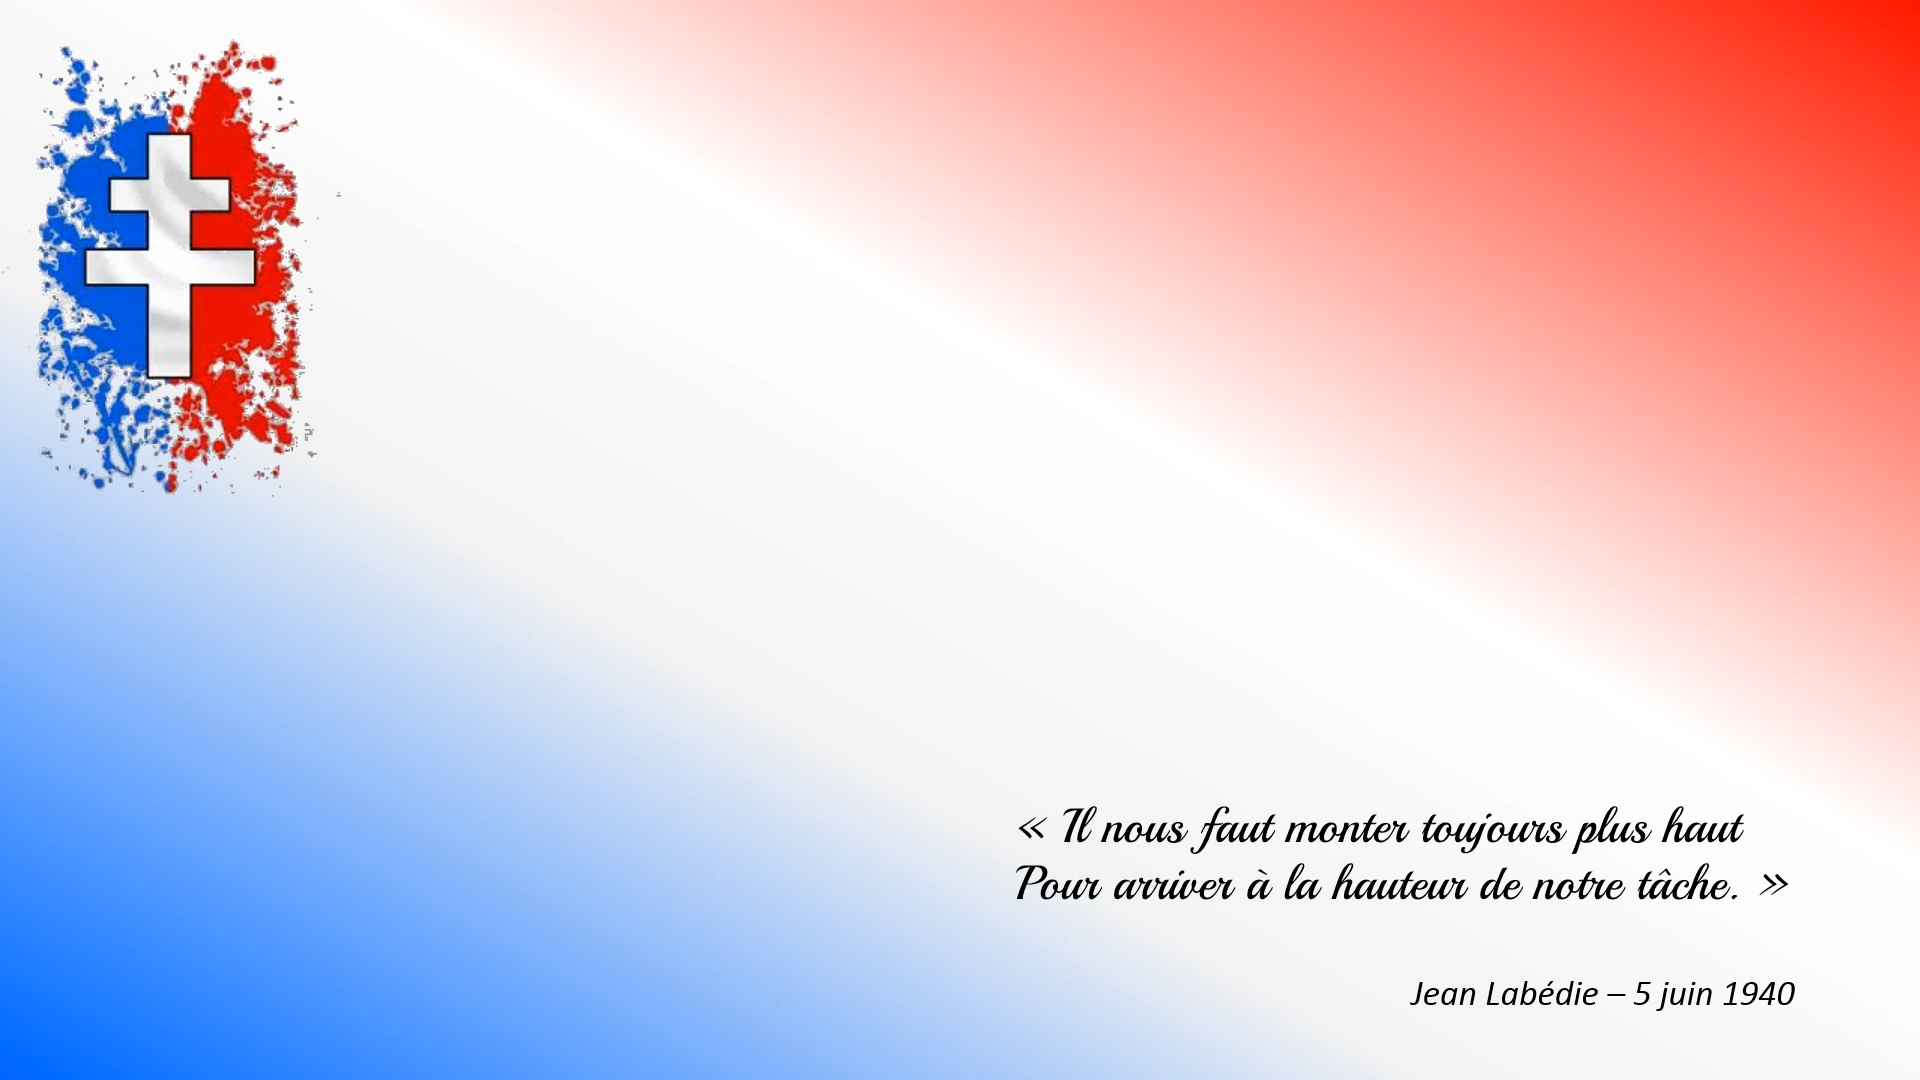 « Il nous faut monter toujours plus haut
Pour arriver à la hauteur de notre tâche. »
Jean Labédie – 5 juin 1940